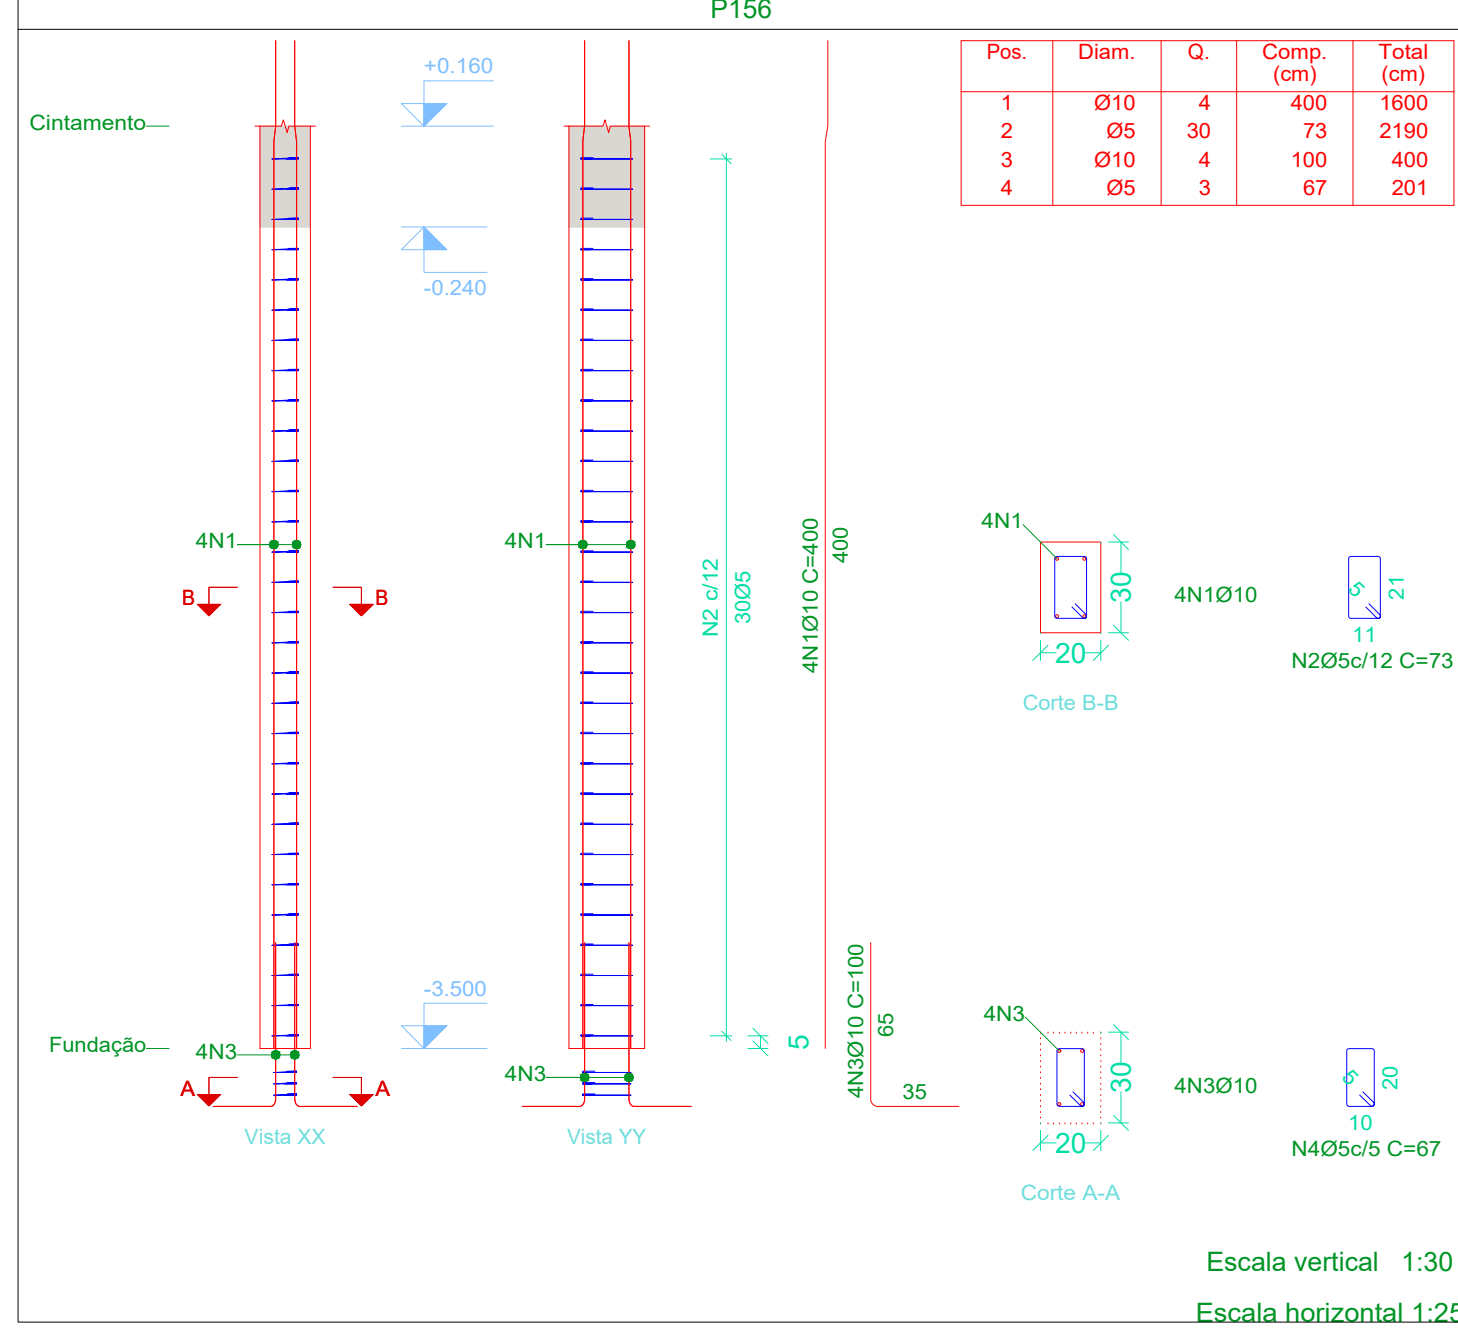 P156
Pos. Diam. Q. Comp. (cm) Total (cm)
1 Ø10 4 400 1600
2 Ø5 30 73 2190
3 Ø10 4 100 400
4 Ø5 3 67 201
+0.160
Cintamento
-0.240
4N1
4N1
B
B
N2 c/12
30Ø5
4N1Ø10 C=400
400
4N1
30
20
4N1Ø10
Corte B-B
5
21
11
N2Ø5c/12 C=73
-3.500
Fundação
4N3
4N3
A
A
Vista XX
Vista YY
5
4N3Ø10 C=100
65
35
4N3
30
20
4N3Ø10
Corte A-A
5
20
10
N4Ø5c/5 C=67
Escala vertical 1:30
Escala horizontal 1:25